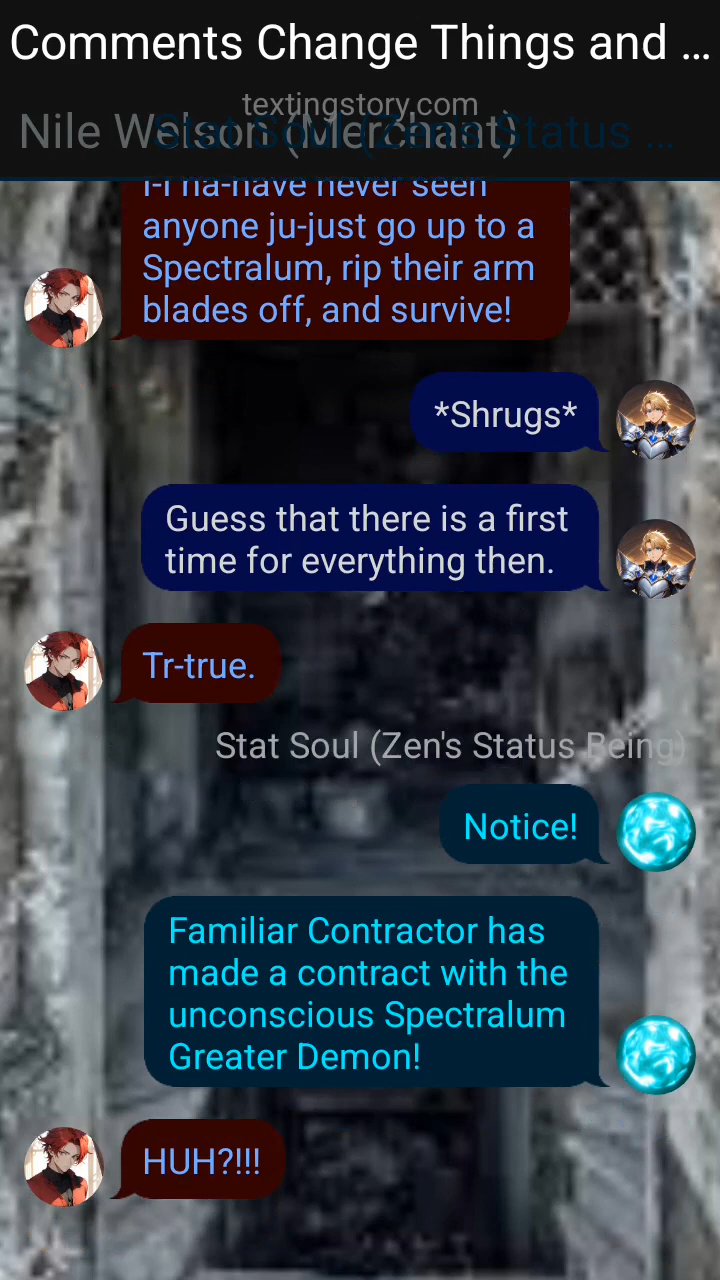 Comments Change Things and ...
textingstory.com
Nile Welson (Merchant)
Stat Soul (Zen's Status ...
I-I ha-have never seen
anyone ju-just go up to a
Spectralum, rip their arm
blades off, and survive!
*Shrugs*
Guess that there is a first
time for everything then.
Tr-true.
Stat Soul (Zen's Status Being)
Notice!
Familiar Contractor has
made a contract with the
unconscious Spectralum
Greater Demon!
HUH?!!!